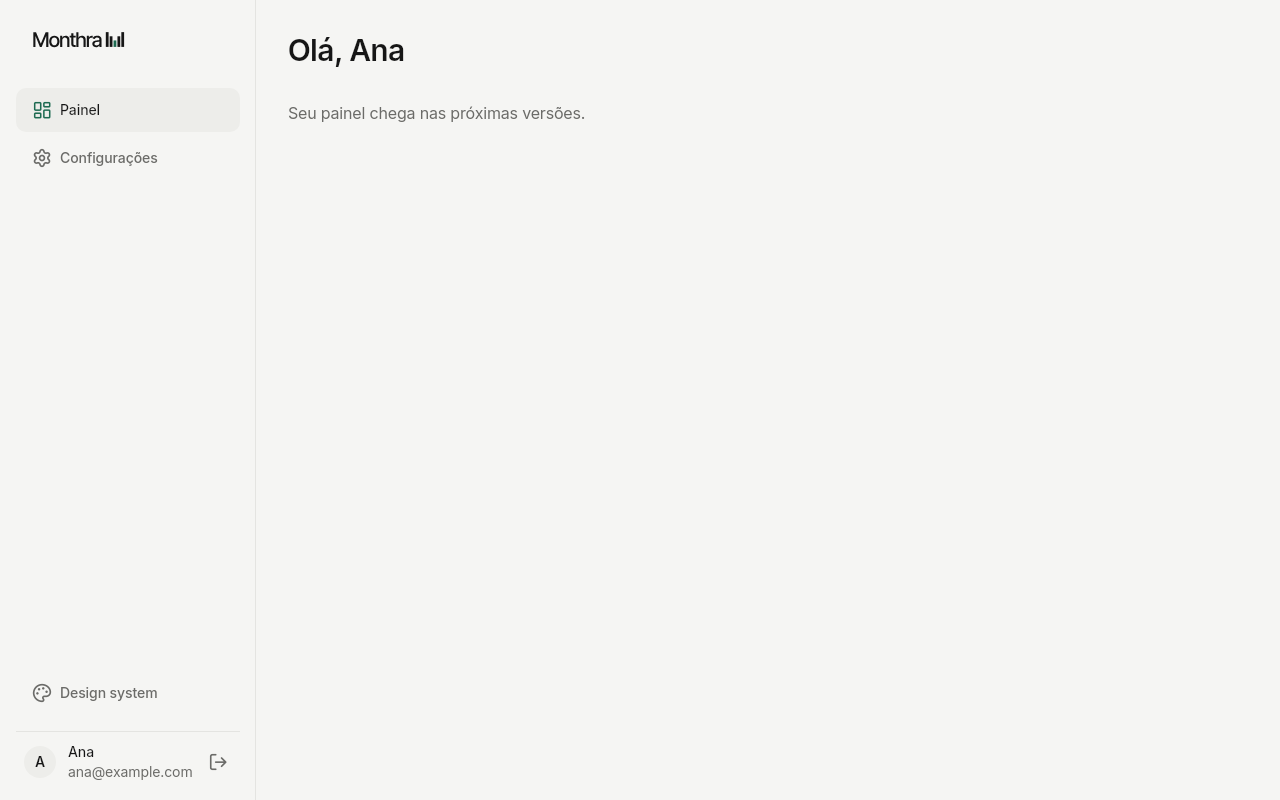 Monthra
Painel
Configurações
Design system
A
Ana
ana@example.com
Olá, Ana
Seu painel chega nas próximas versões.